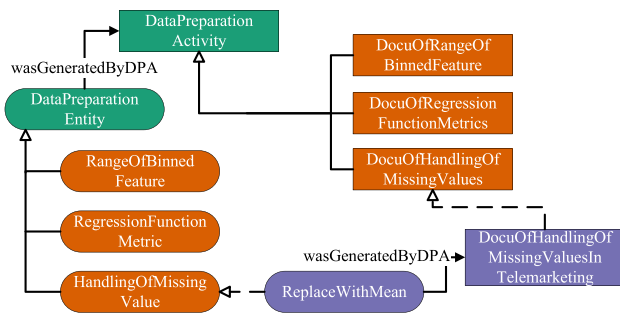 DataPreparation
Activity
wasGeneratedByDPA
DataPreparation
Entity
DocuOfRangeOf
BinnedFeature
DocuOfRegression
FunctionMetrics
DocuOfHandlingOf
MissingValues
RangeOfBinned
Feature
RegressionFunction
Metric
HandlingOfMissing
Value
wasGeneratedByDPA
ReplaceWithMean
DocuOfHandlingOf
MissingValuesIn
Telemarketing